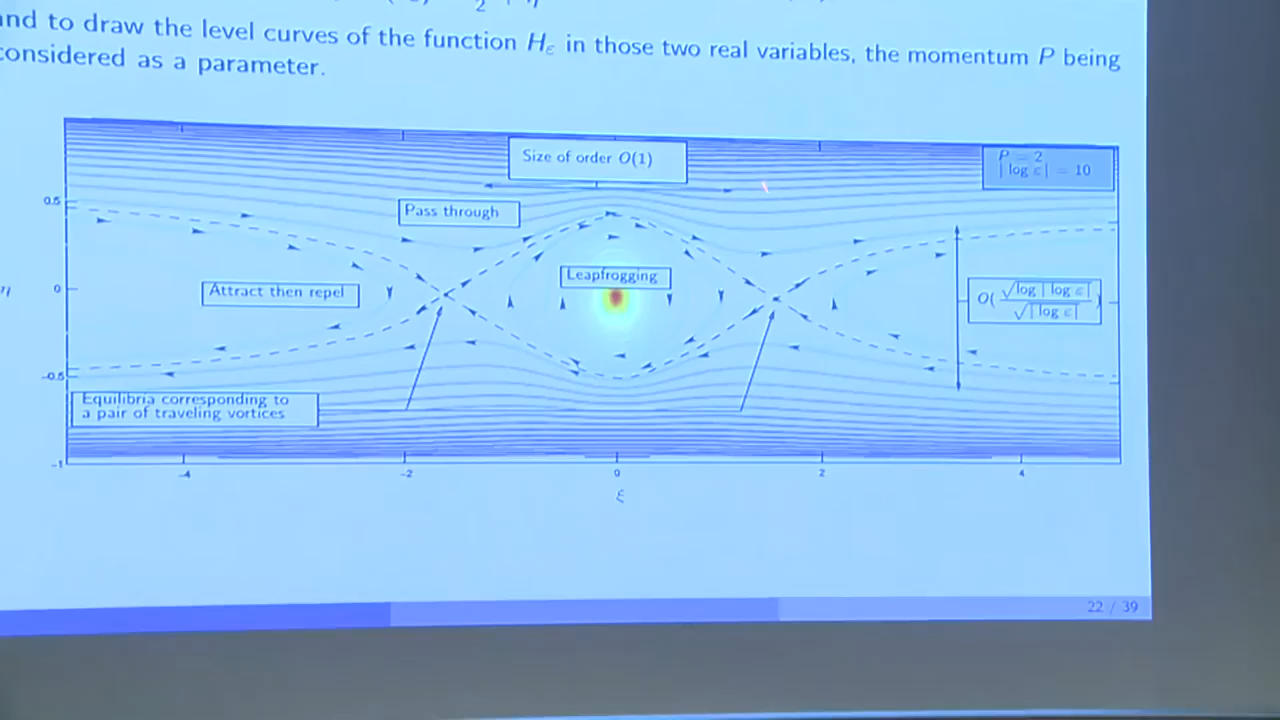 and to draw the level curves of the function Hε in those two real variables, the momentum P being
considered as a parameter.
Size of order O(1)
P = 2
| log ε | = 10
0.5
Pass through
Leapfrogging
η
0
Attract then repel
O( √log | log ε | / √| log ε | )
-0.5
Equilibria corresponding to
a pair of traveling vortices
-1
-4
-2
0
2
4
ξ
22 / 39